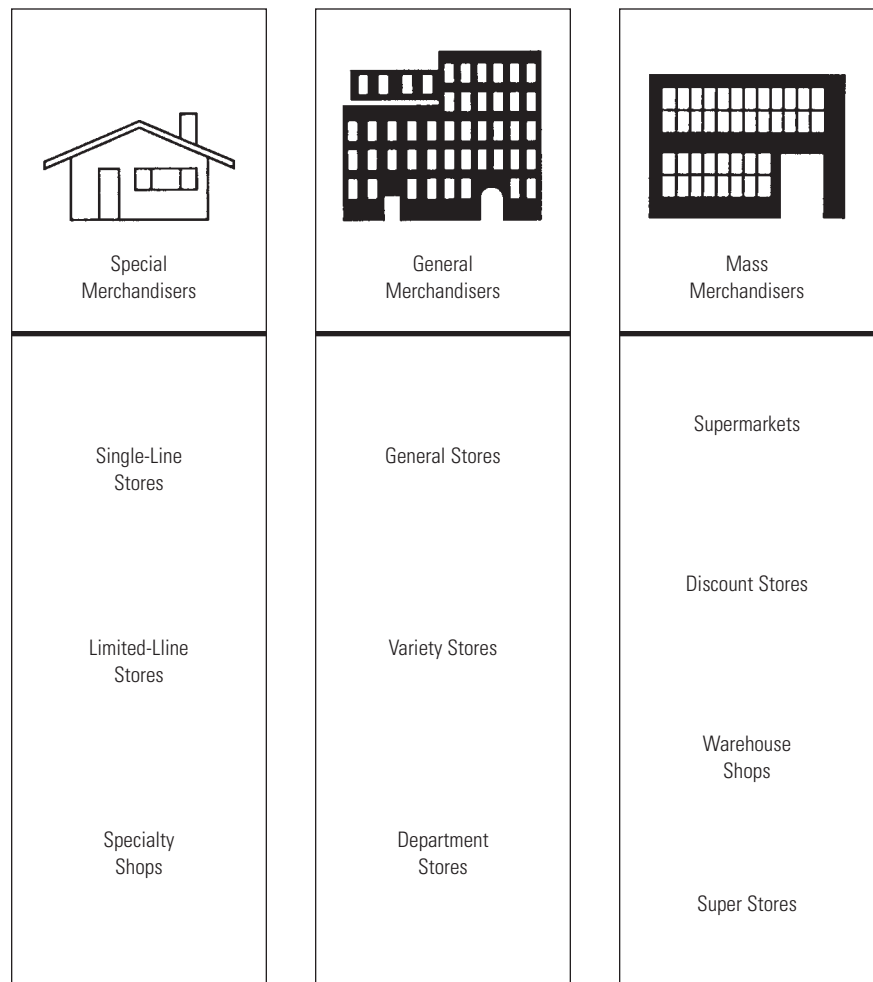 Special
Merchandisers
Single-Line
Stores
Limited-Lline
Stores
Specialty
Shops
General
Merchandisers
General Stores
Variety Stores
Department
Stores
Mass
Merchandisers
Supermarkets
Discount Stores
Warehouse
Shops
Super Stores